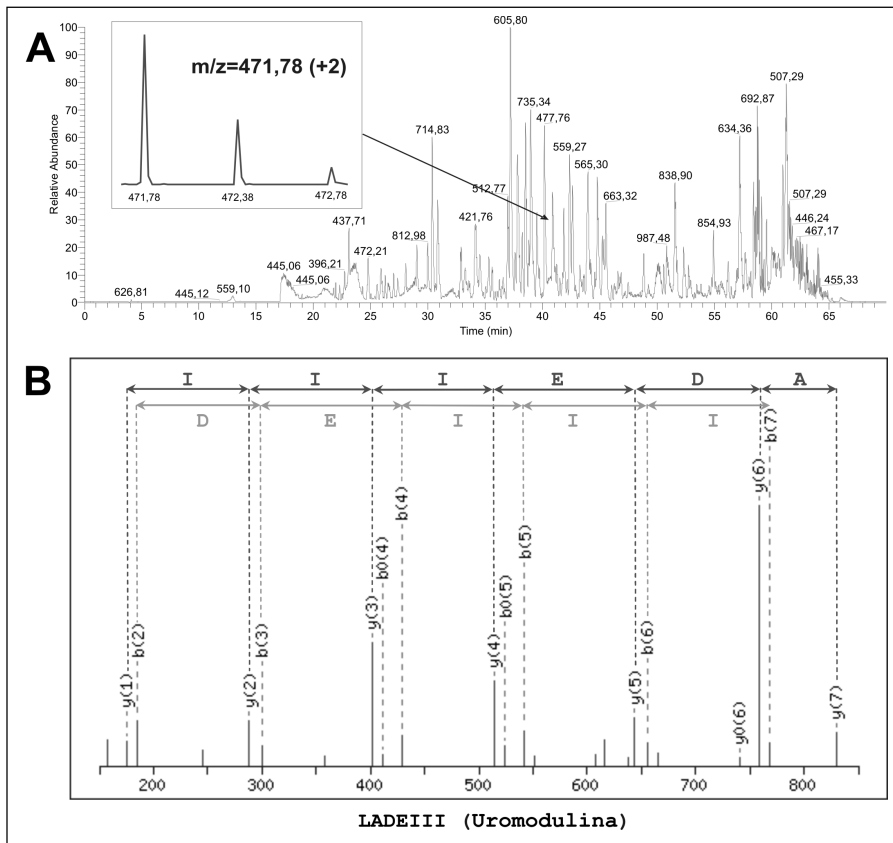 A
m/z=471,78 (+2)
471,78
472,38
472,78
Relative Abundance
100
90
80
70
60
50
40
30
20
10
0
605,80
507,29
735,34
692,87
477,76
634,36
714,83
559,27
565,30
512,77
838,90
663,32
507,29
421,76
437,71
446,24
854,93
987,48
467,17
812,98
472,21
396,21
445,06
445,06
626,81
445,12
559,10
455,33
0
5
10
15
20
25
30
35
40
45
50
55
60
65
Time (min)
B
I I I E D A
D E I I I
y(1)
b(2)
y(2)
b(3)
y(3)
b0(4)
b(4)
y(4)
b0(5)
b(5)
y(5)
b(6)
y0(6)
y(6)
b(7)
y(7)
200 300 400 500 600 700 800
LADEIII (Uromodulina)